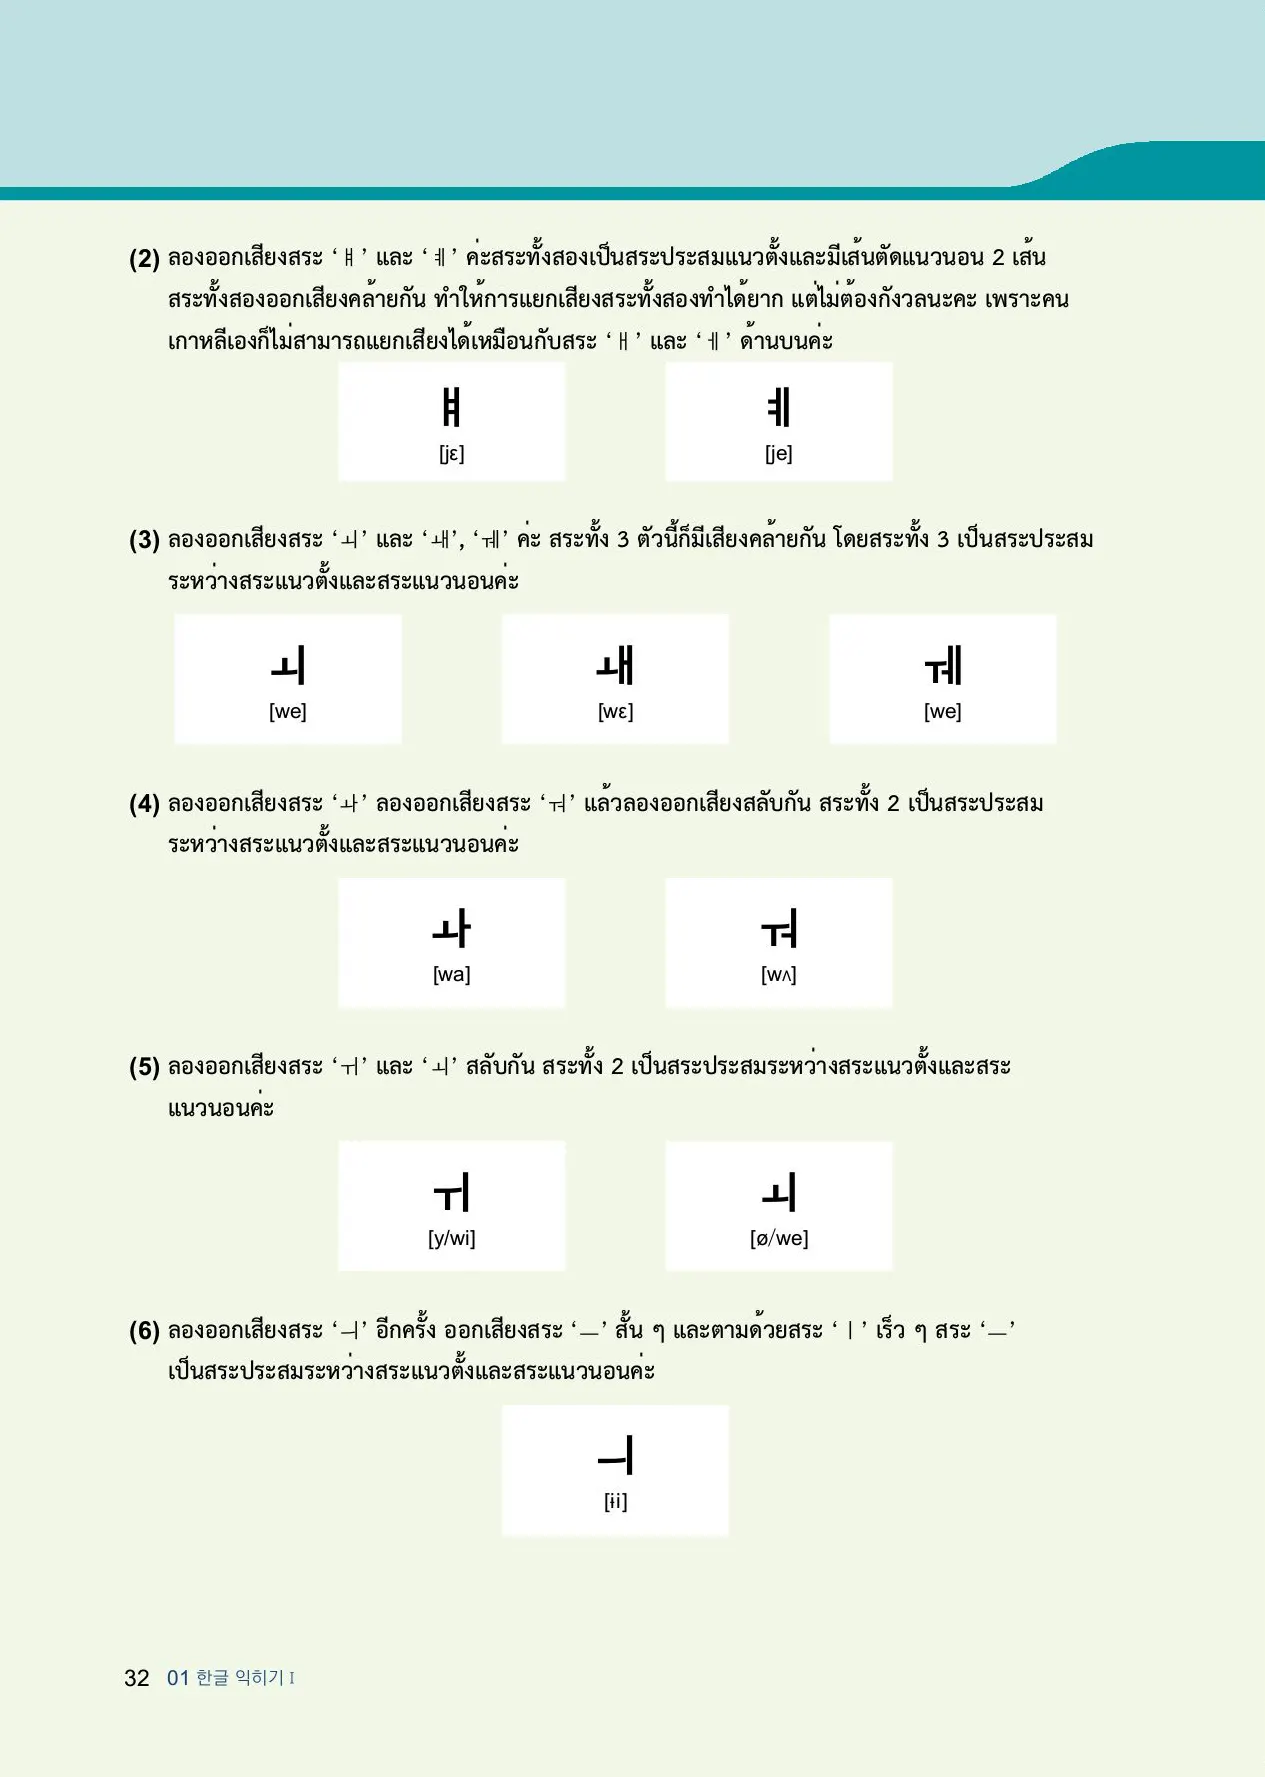 (2) ลองออกเสียงสระ ‘ㅒ’ และ ‘ㅖ’ ค่ะสระทั้งสองเป็นสระประสมแนวตั้งและมีเส้นตัดแนวนอน 2 เส้น
สระทั้งสองออกเสียงคล้ายกัน ทำให้การแยกเสียงสระทั้งสองทำได้ยาก แต่ไม่ต้องกังวลนะคะ เพราะคน
เกาหลีเองก็ไม่สามารถแยกเสียงได้เหมือนกับสระ ‘ㅐ’ และ ‘ㅔ’ ด้านบนค่ะ
ㅒ ㅖ
[jɛ] [je]
(3) ลองออกเสียงสระ ‘ㅚ’ และ ‘ㅙ’, ‘ㅞ’ ค่ะ สระทั้ง 3 ตัวนี้ก็มีเสียงคล้ายกัน โดยสระทั้ง 3 เป็นสระประสม
ระหว่างสระแนวตั้งและสระแนวนอนค่ะ
ㅚ ㅙ ㅞ
[we] [wɛ] [we]
(4) ลองออกเสียงสระ ‘ㅘ’ ลองออกเสียงสระ ‘ㅝ’ แล้วลองออกเสียงสลับกัน สระทั้ง 2 เป็นสระประสม
ระหว่างสระแนวตั้งและสระแนวนอนค่ะ
ㅘ ㅝ
[wa] [wʌ]
(5) ลองออกเสียงสระ ‘ㅟ’ และ ‘ㅚ’ สลับกัน สระทั้ง 2 เป็นสระประสมระหว่างสระแนวตั้งและสระ
แนวนอนค่ะ
ㅟ ㅚ
[y/wi] [ø/we]
(6) ลองออกเสียงสระ ‘ㅢ’ อีกครั้ง ออกเสียงสระ ‘ㅡ’ สั้น ๆ และตามด้วยสระ ‘ㅣ’ เร็ว ๆ สระ ‘ㅡ’
เป็นสระประสมระหว่างสระแนวตั้งและสระแนวนอนค่ะ
ㅢ
[ɨi]
32 01 한글 익히기 I